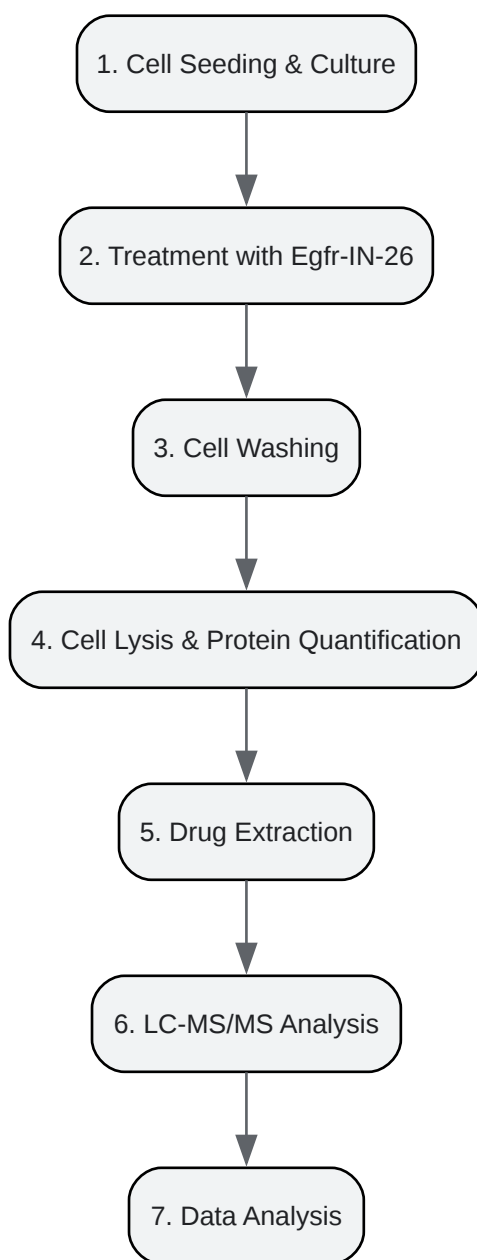 1. Cell Seeding & Culture
2. Treatment with Egfr-IN-26
3. Cell Washing
4. Cell Lysis & Protein Quantification
5. Drug Extraction
6. LC-MS/MS Analysis
7. Data Analysis